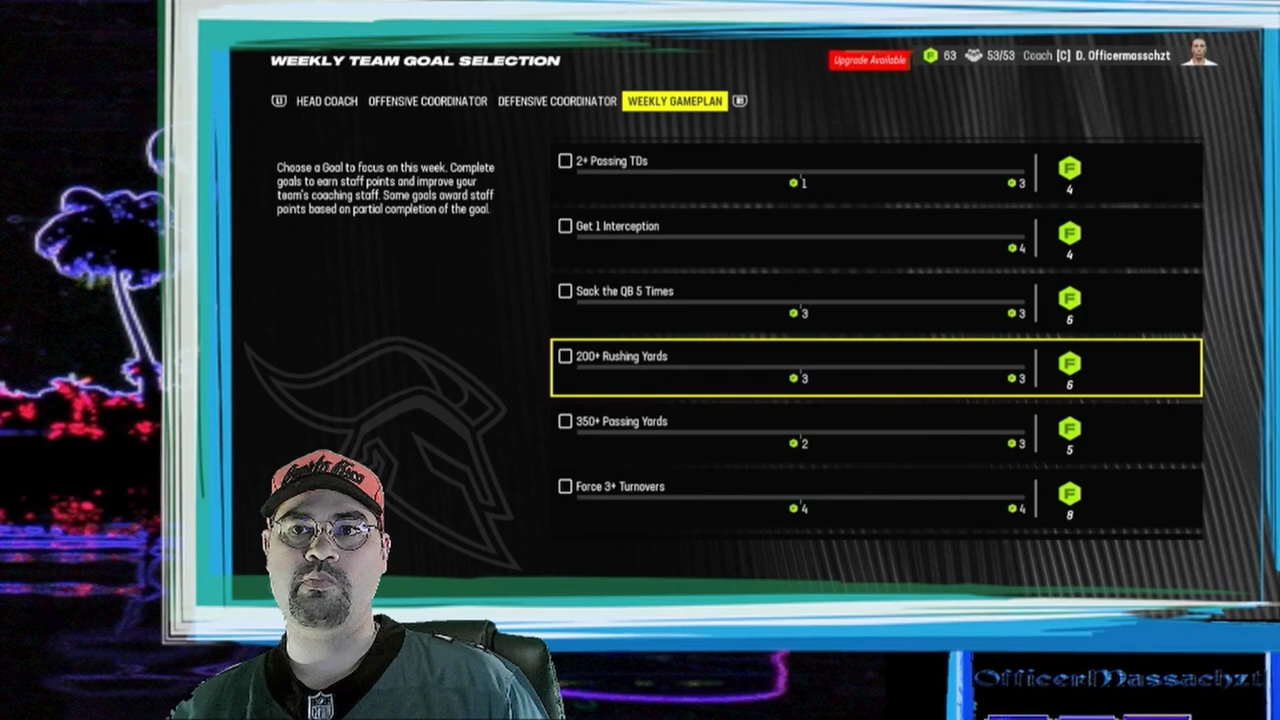 WEEKLY TEAM GOAL SELECTION
Upgrade Available
63
53/53
Coach [C] D. Officermasschzt
L1 HEAD COACH OFFENSIVE COORDINATOR DEFENSIVE COORDINATOR WEEKLY GAMEPLAN R1
Choose a Goal to focus on this week. Complete
goals to earn staff points and improve your
team's coaching staff. Some goals award staff
points based on partial completion of the goal.
2+ Passing TDs
1 3
F
4
Get 1 Interception
4
F
4
Sack the QB 5 Times
3 3
F
6
200+ Rushing Yards
3 3
F
6
350+ Passing Yards
2 3
F
5
Force 3+ Turnovers
4 4
F
8
NFL
OfficerMassachzt